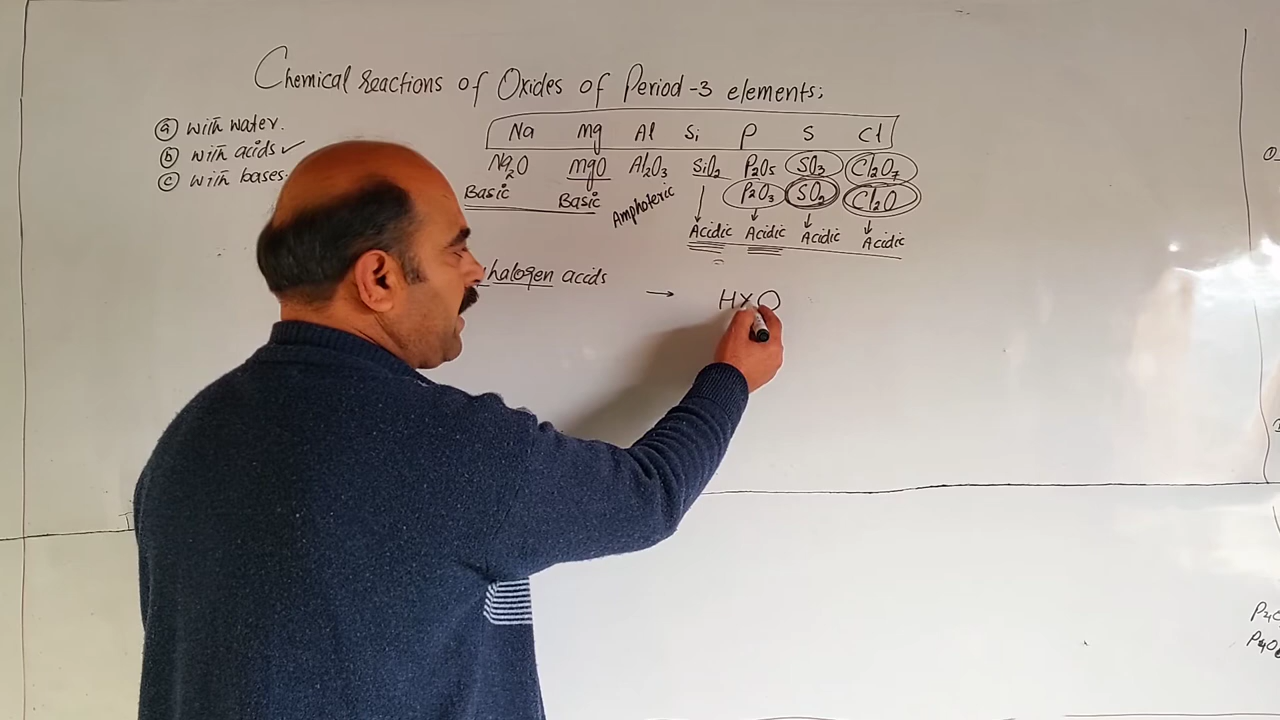 Chemical reactions of Oxides of Period-3 elements;
ⓐ with water.
ⓑ with acids ✓
ⓒ with bases.
Na Mg Al Si P S Cl
Na₂O MgO Al₂O₃ SiO₂ P₂O₅ SO₃ Cl₂O₇
P₂O₃ SO₂ Cl₂O
Basic Basic Amphoteric Acidic Acidic Acidic Acidic
halogen acids → HXO